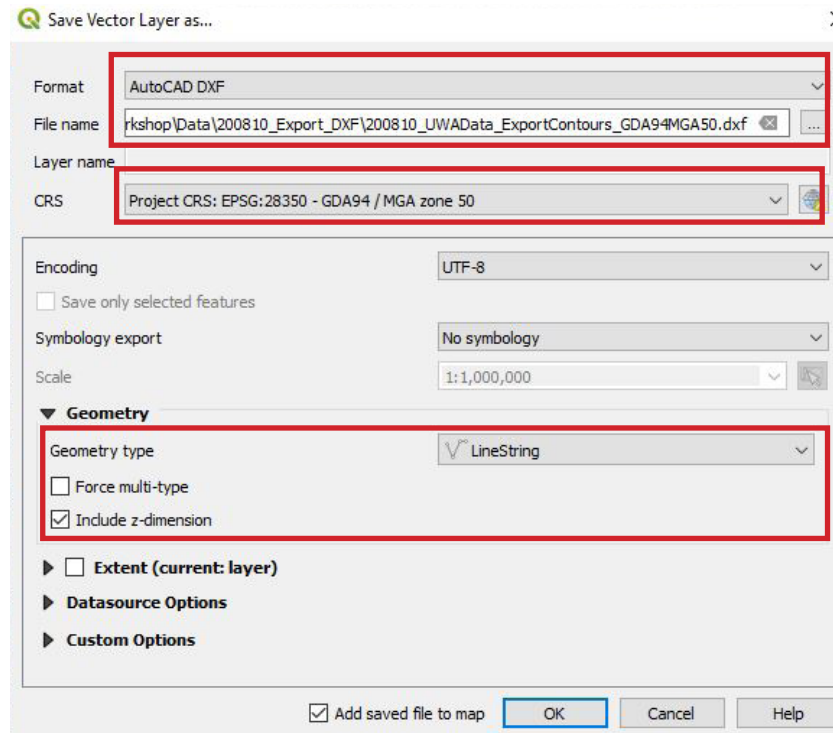 Save Vector Layer as...
Format AutoCAD DXF
File name rkshop\Data\200810_Export_DXF\200810_UWAData_ExportContours_GDA94MGA50.dxf ...
Layer name
CRS Project CRS: EPSG:28350 - GDA94 / MGA zone 50
Encoding UTF-8
Save only selected features
Symbology export No symbology
Scale 1:1,000,000
Geometry
Geometry type LineString
Force multi-type
Include z-dimension
Extent (current: layer)
Datasource Options
Custom Options
Add saved file to map OK Cancel Help